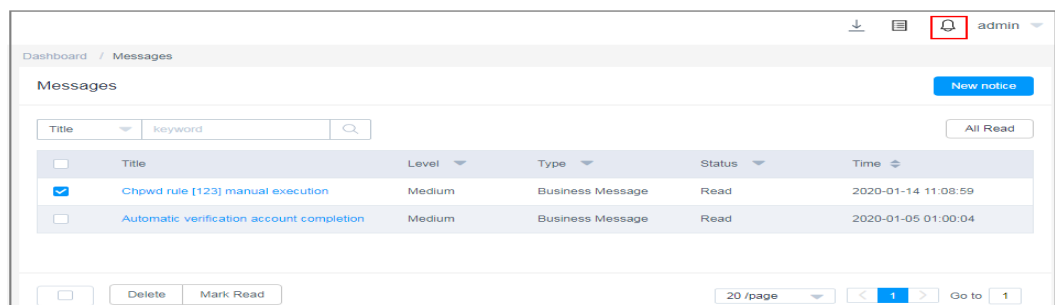 admin
Dashboard / Messages
Messages New notice
Title keyword All Read
Title Level Type Status Time
Chpwd rule [123] manual execution Medium Business Message Read 2020-01-14 11:08:59
Automatic verification account completion Medium Business Message Read 2020-01-05 01:00:04
Delete Mark Read 20 /page < 1 > Go to 1